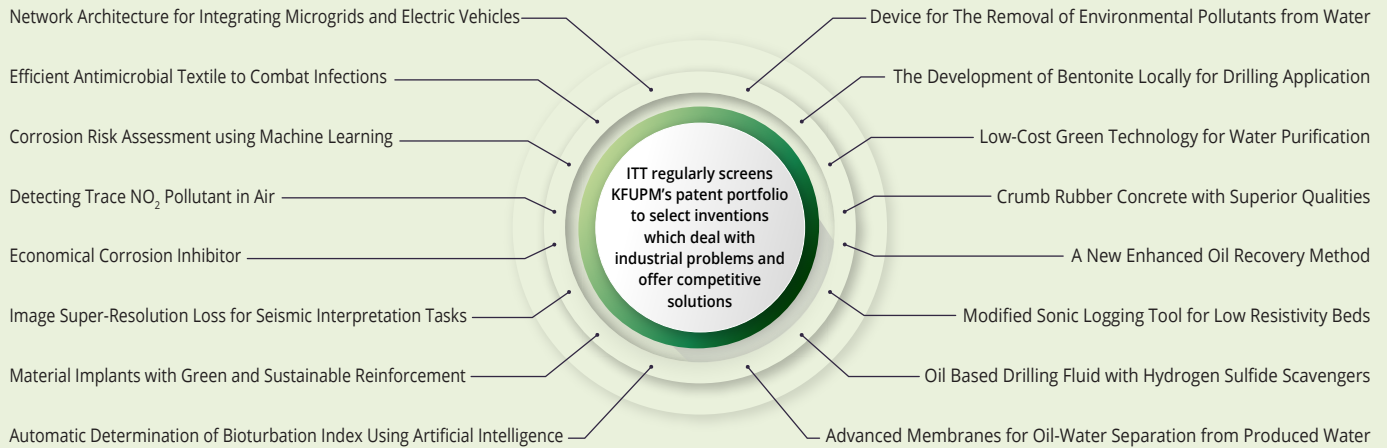 Network Architecture for Integrating Microgrids and Electric Vehicles
Efficient Antimicrobial Textile to Combat Infections
Corrosion Risk Assessment using Machine Learning
Detecting Trace NO₂ Pollutant in Air
Economical Corrosion Inhibitor
Image Super-Resolution Loss for Seismic Interpretation Tasks
Material Implants with Green and Sustainable Reinforcement
Automatic Determination of Bioturbation Index Using Artificial Intelligence
ITT regularly screens
KFUPM’s patent portfolio
to select inventions
which deal with
industrial problems and
offer competitive
solutions
Device for The Removal of Environmental Pollutants from Water
The Development of Bentonite Locally for Drilling Application
Low-Cost Green Technology for Water Purification
Crumb Rubber Concrete with Superior Qualities
A New Enhanced Oil Recovery Method
Modified Sonic Logging Tool for Low Resistivity Beds
Oil Based Drilling Fluid with Hydrogen Sulfide Scavengers
Advanced Membranes for Oil-Water Separation from Produced Water